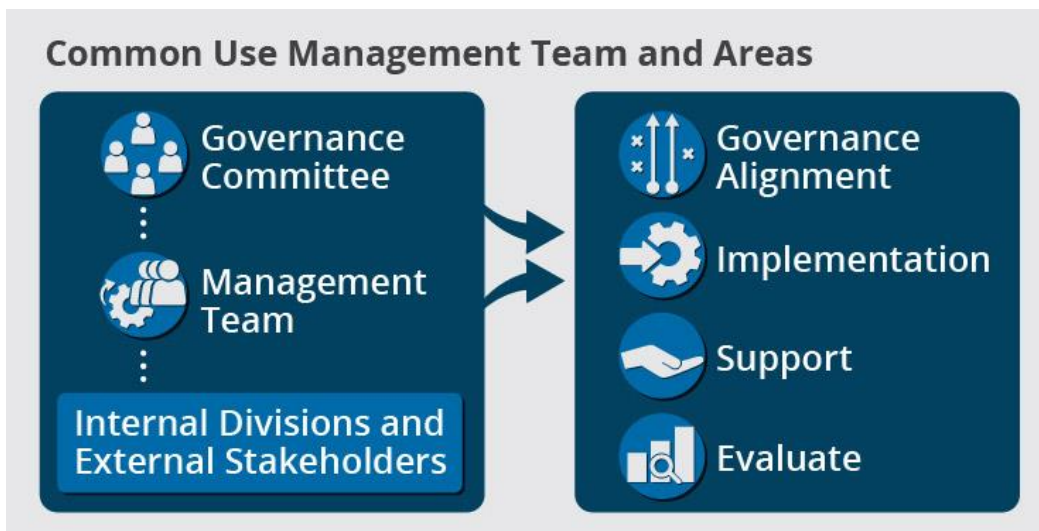 Common Use Management Team and Areas
Governance
Committee
Management
Team
Internal Divisions and
External Stakeholders
Governance
Alignment
Implementation
Support
Evaluate